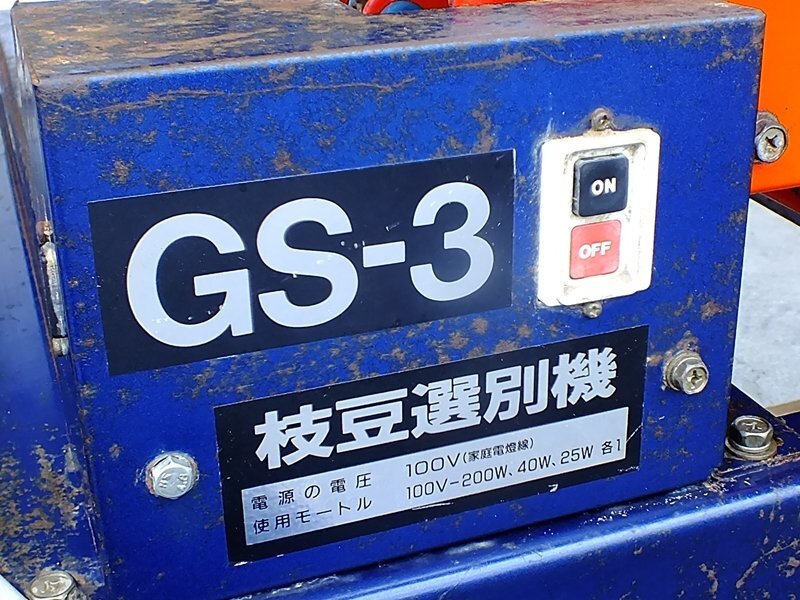 GS-3
ON
OFF
枝豆選別機
電源の電圧 100V(家庭電燈線)
使用モートル 100V-200W、40W、25W 各1